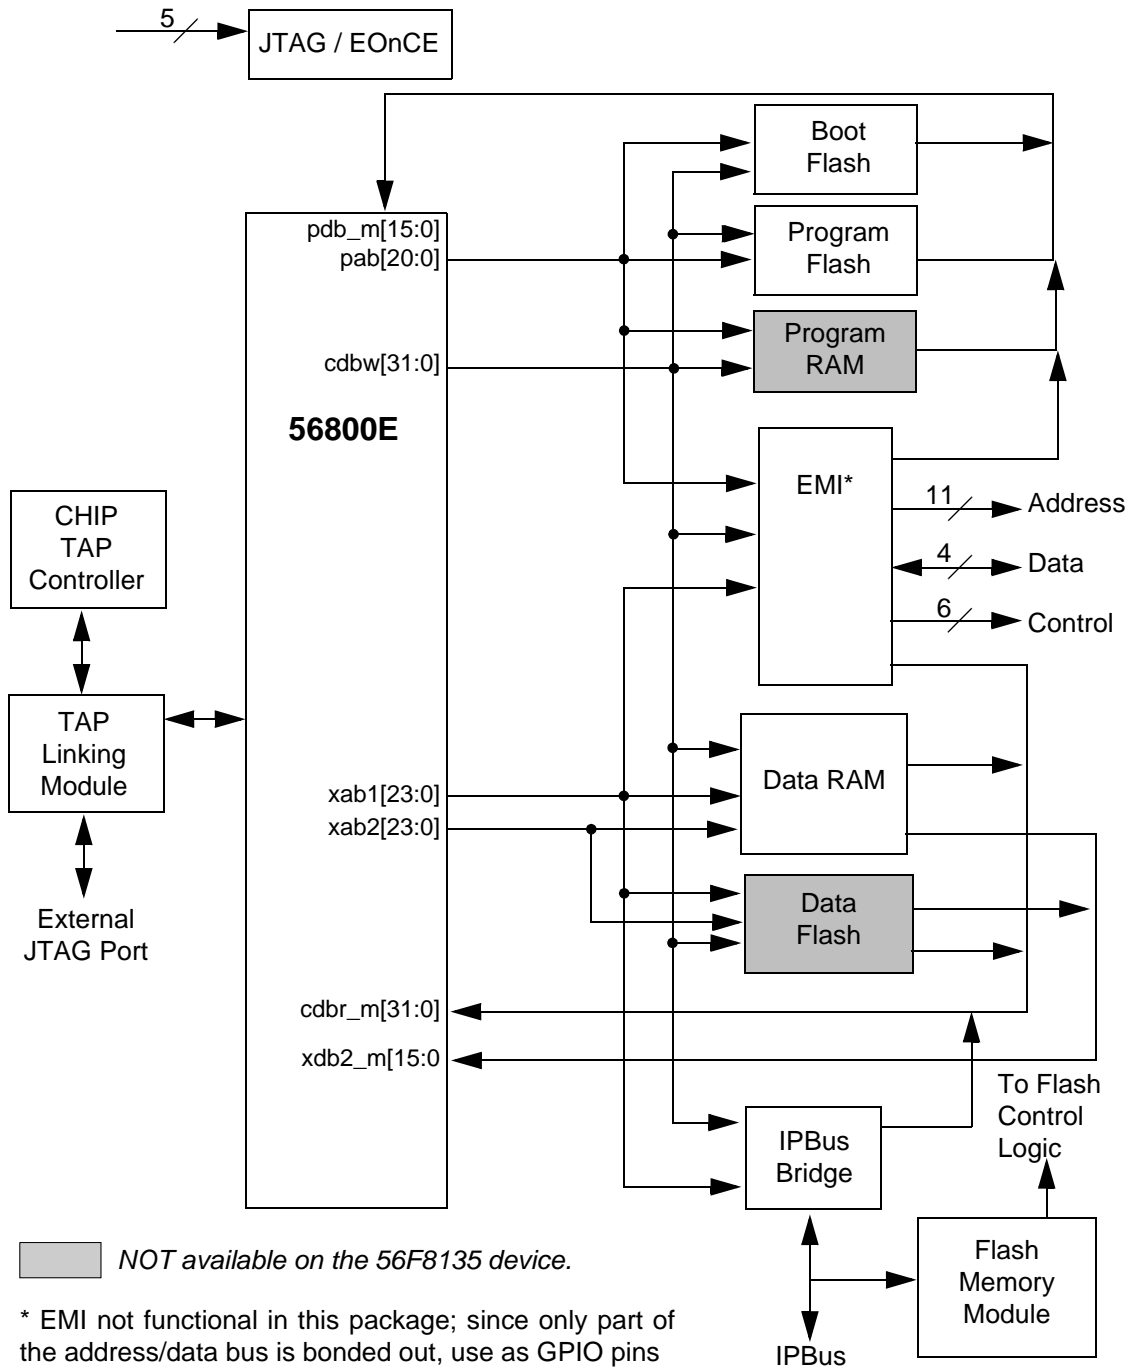 5
JTAG / EOnCE
Boot
Flash
pdb_m[15:0]
pab[20:0]
Program
Flash
cdbw[31:0]
Program
RAM
56800E
EMI*
11
Address
4
Data
6
Control
CHIP
TAP
Controller
TAP
Linking
Module
External
JTAG Port
xab1[23:0]
xab2[23:0]
Data RAM
Data
Flash
cdbr_m[31:0]
xdb2_m[15:0
To Flash
Control
Logic
IPBus
Bridge
Flash
Memory
Module
IPBus
NOT available on the 56F8135 device.
* EMI not functional in this package; since only part of
the address/data bus is bonded out, use as GPIO pins